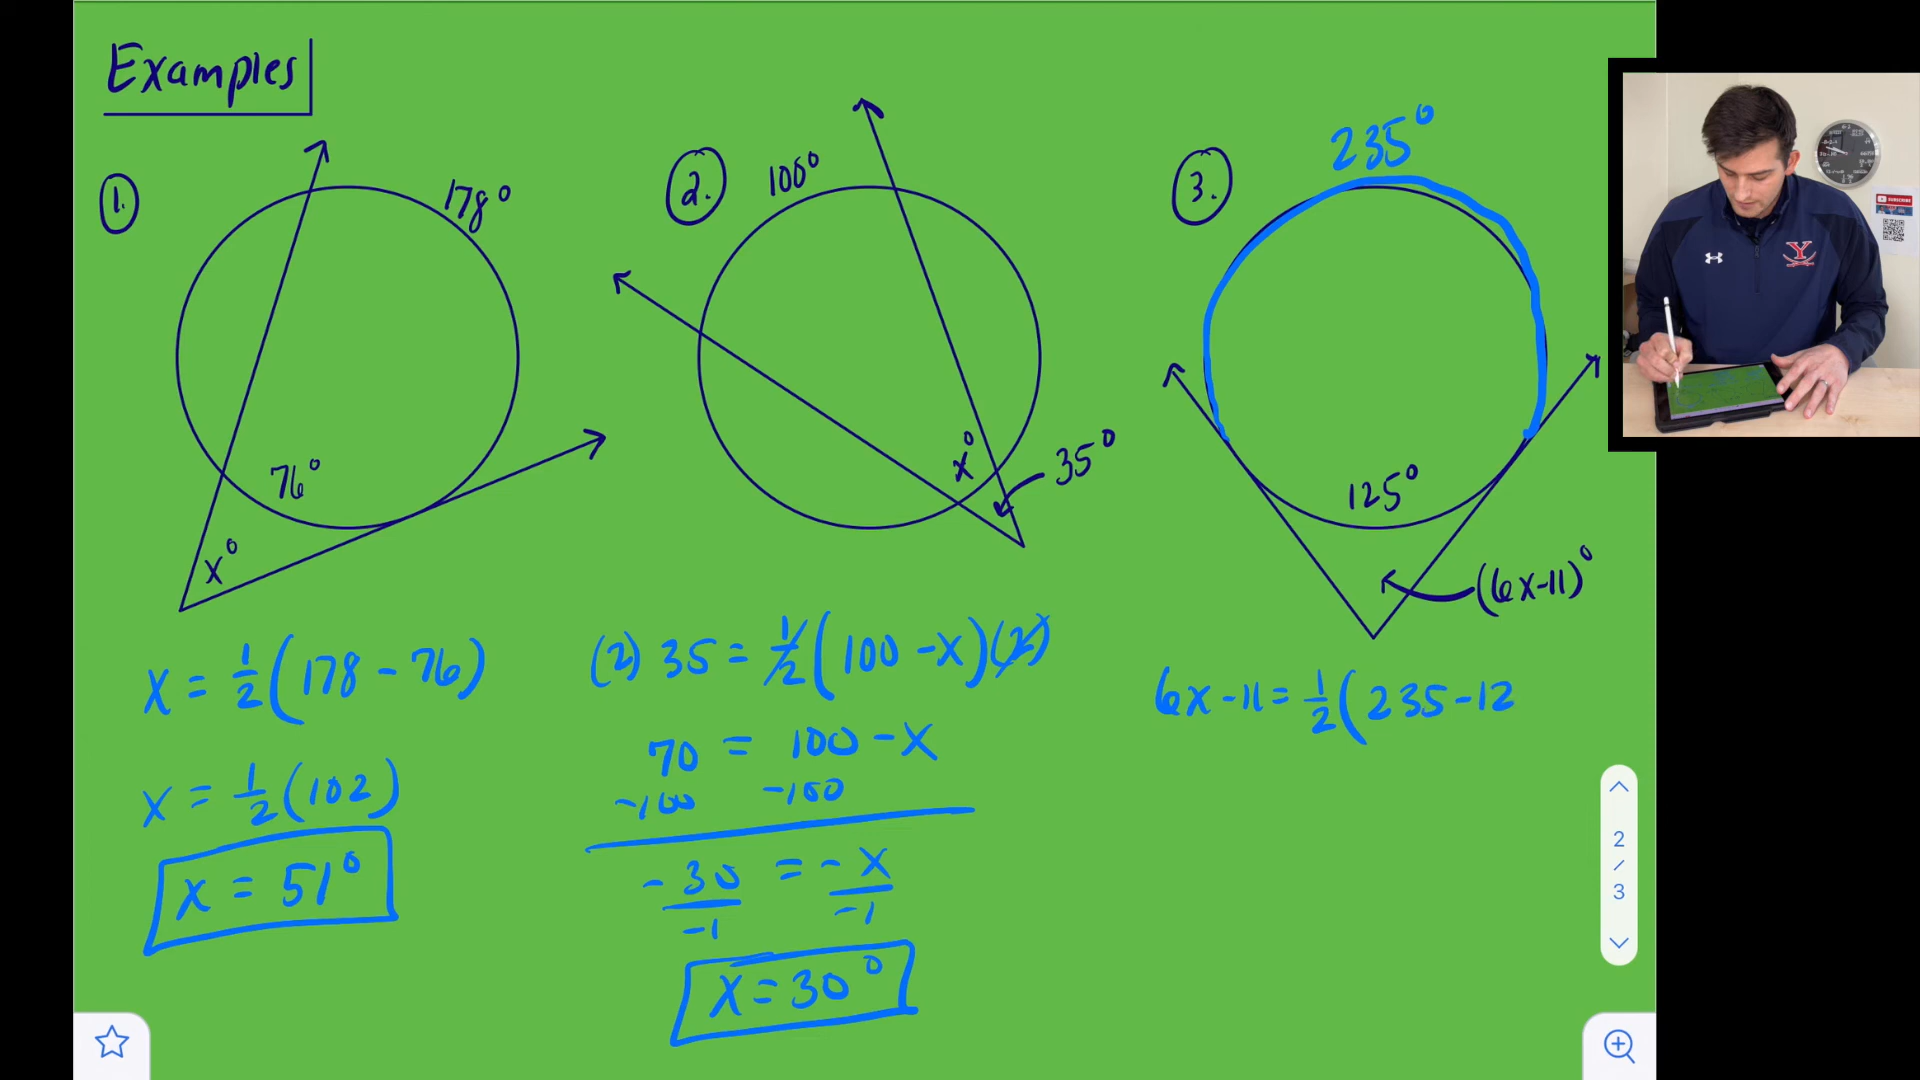 Examples
1.
178°
76°
x°
x = 1/2 (178 - 76)
x = 1/2 (102)
x = 51°
2.
100°
x°
35°
(2) 35 = 1/2 (100 - x)(2)
70 = 100 - x
-100 -100
-30 = -x
-1 -1
x = 30°
3.
235°
125°
(6x-11)°
6x - 11 = 1/2 (235 - 12
Y
SUBSCRIBE
2
/
3